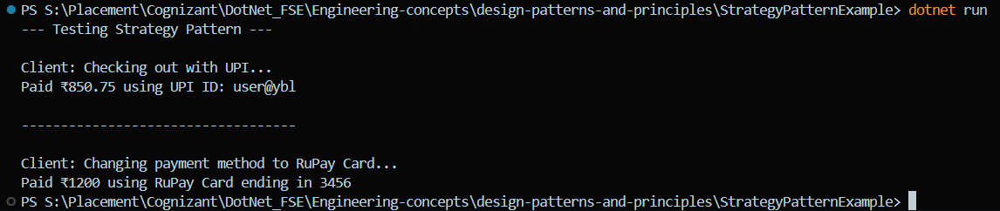 PS S:\Placement\Cognizant\DotNet_FSE\Engineering-concepts\design-patterns-and-principles\StrategyPatternExample> dotnet run
--- Testing Strategy Pattern ---
Client: Checking out with UPI...
Paid ₹850.75 using UPI ID: user@ybl
-----------------------------------
Client: Changing payment method to RuPay Card...
Paid ₹1200 using RuPay Card ending in 3456
PS S:\Placement\Cognizant\DotNet_FSE\Engineering-concepts\design-patterns-and-principles\StrategyPatternExample>